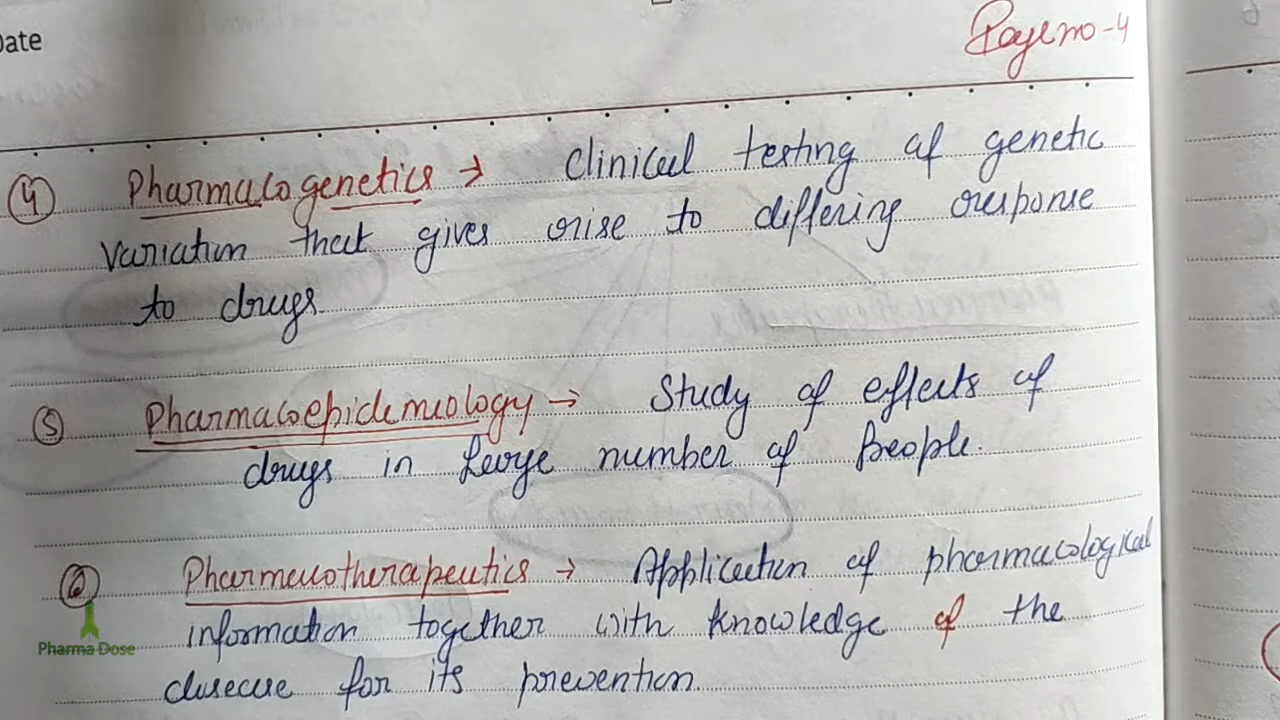 Date
Page no - 4
4 Pharmacogenetics → Clinical testing of genetic
variation that gives orise to differing response
to drugs.
5 Pharmacoepidemiology → Study of effects of
drugs in Large number of People.
6 Pharmacotherapeutics → Application of pharmacological
information together with knowledge of the
disease for its prevention
Pharma Dose